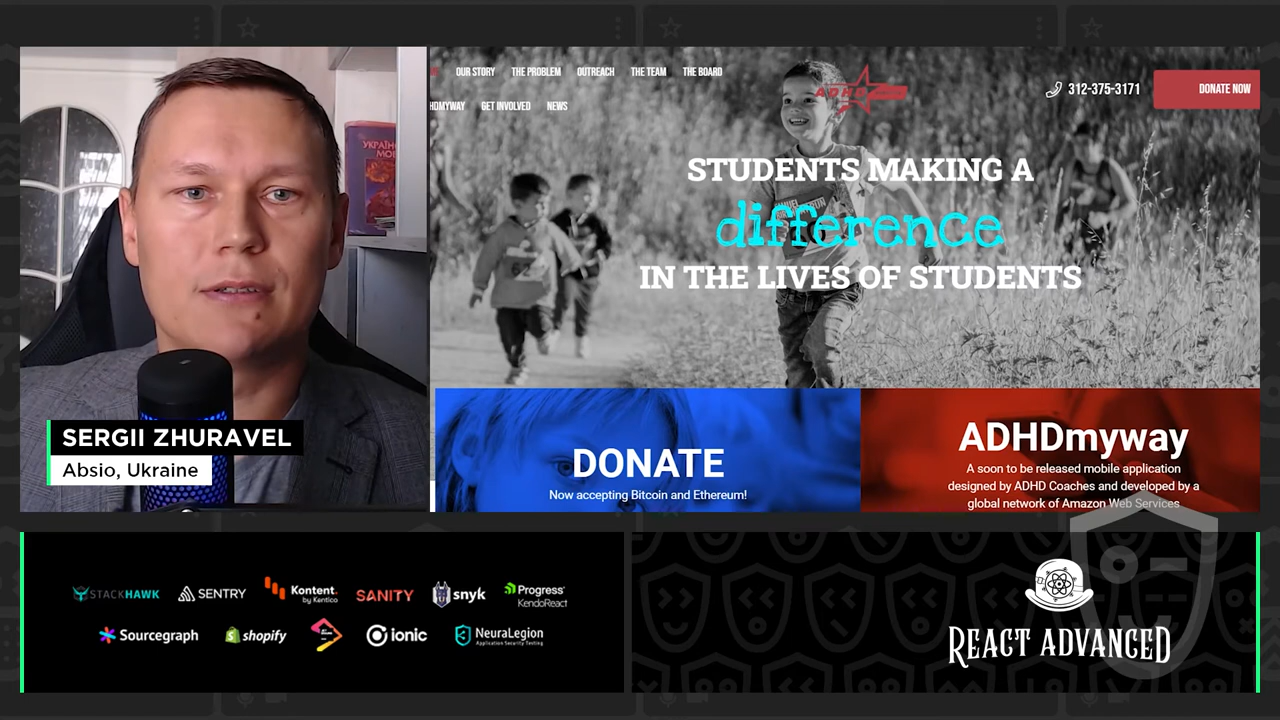 УКРАЇН
МО
SERGII ZHURAVEL
Absio, Ukraine
OUR STORY THE PROBLEM OUTREACH THE TEAM THE BOARD
HDMYWAY GET INVOLVED NEWS
ADHD
312-375-3171
DONATE NOW
STUDENTS MAKING A
difference
IN THE LIVES OF STUDENTS
DONATE
Now accepting Bitcoin and Ethereum!
ADHDmyway
A soon to be released mobile application
designed by ADHD Coaches and developed by a
global network of Amazon Web Services
STACKHAWK SENTRY Kontent. by Kentico SANITY snyk Progress KendoReact
Sourcegraph shopify ionic NeuraLegion
Application Security Testing
REACT ADVANCED